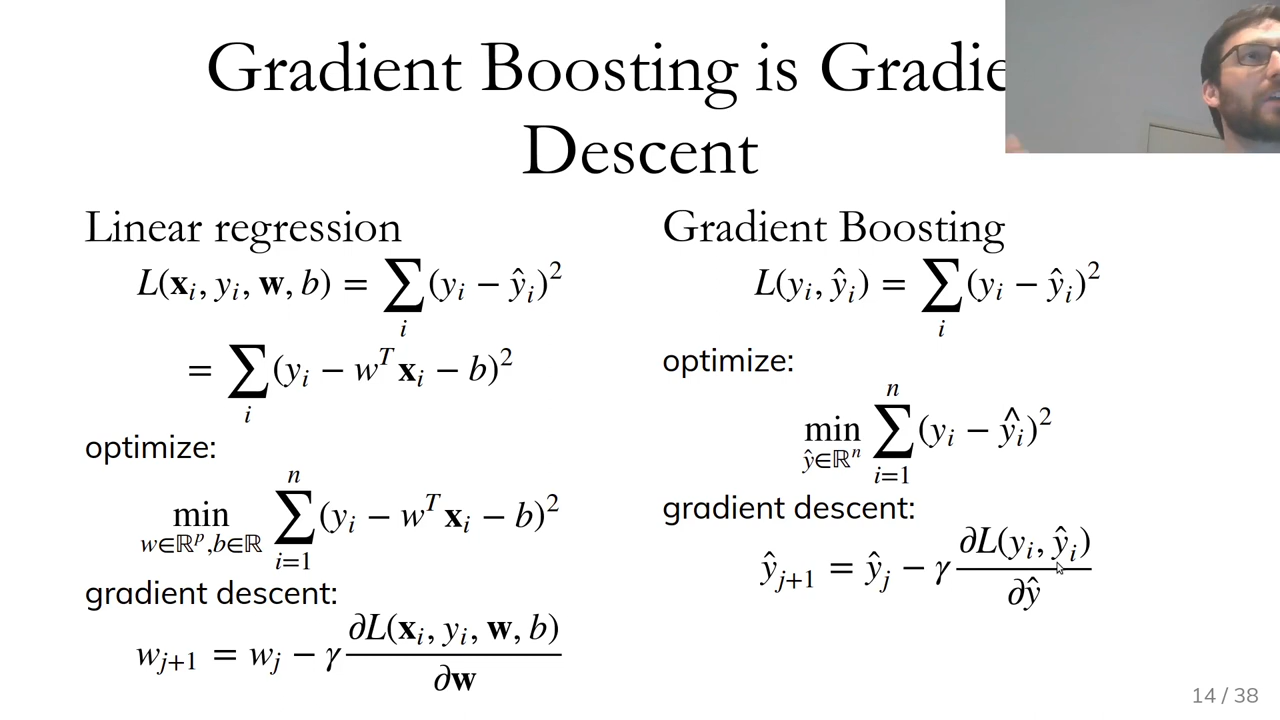 Gradient Boosting is Gradie
Descent
Linear regression
L(𝐱ᵢ, yᵢ, 𝐰, b) = ∑ᵢ (yᵢ − ŷᵢ)²
= ∑ᵢ (yᵢ − wᵀ𝐱ᵢ − b)²
optimize:
min_{w∈ℝᵖ,b∈ℝ} ∑_{i=1}^{n} (yᵢ − wᵀ𝐱ᵢ − b)²
gradient descent:
w_{j+1} = w_j − γ ∂L(𝐱ᵢ, yᵢ, 𝐰, b) / ∂𝐰
Gradient Boosting
L(yᵢ, ŷᵢ) = ∑ᵢ (yᵢ − ŷᵢ)²
optimize:
min_{ŷ∈ℝⁿ} ∑_{i=1}^{n} (yᵢ − ŷᵢ)²
gradient descent:
ŷ_{j+1} = ŷ_j − γ ∂L(yᵢ, ŷᵢ) / ∂ŷ
14 / 38